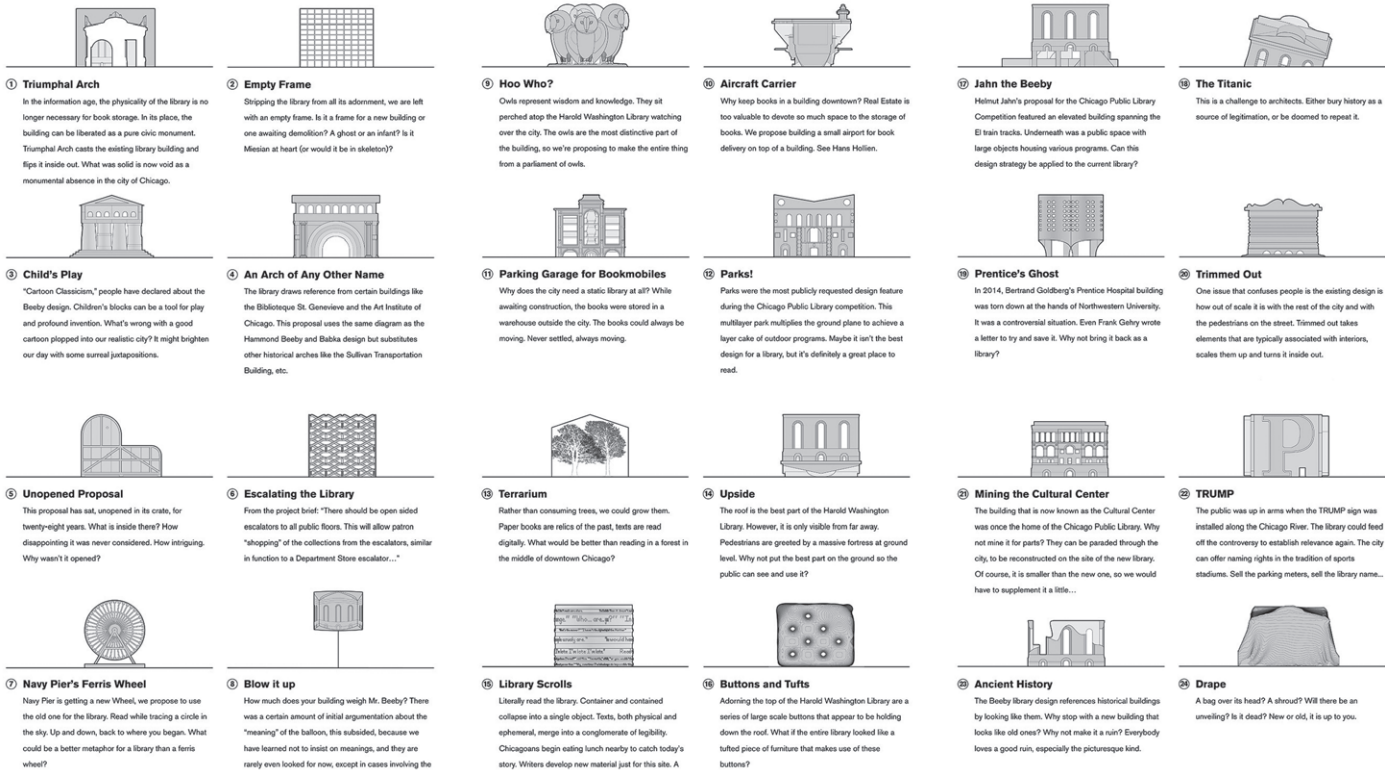 ① Triumphal Arch
In the information age, the physicality of the library is no
longer necessary for book storage. In its place, the
building can be liberated as a pure civic monument.
Triumphal Arch casts the existing library building and
flips it inside out. What was solid is now void as a
monumental absence in the city of Chicago.
② Empty Frame
Stripping the library from all its adornment, we are left
with an empty frame. Is it a frame for a new building or
one awaiting demolition? A ghost or an infant? Is it
Miesian at heart (or would it be in skeleton)?
③ Child's Play
“Cartoon Classicism,” people have declared about the
Beeby design. Children's blocks can be a tool for play
and profound invention. What's wrong with a good
cartoon plopped into our realistic city? It might brighten
our day with some surreal juxtapositions.
④ An Arch of Any Other Name
The library draws reference from certain buildings like
the Biblioteque St. Genevieve and the Art Institute of
Chicago. This proposal uses the same diagram as the
Hammond Beeby and Babka design but substitutes
other historical arches like the Sullivan Transportation
Building, etc.
⑤ Unopened Proposal
This proposal has sat, unopened in its crate, for
twenty-eight years. What is inside there? How
disappointing it was never considered. How intriguing.
Why wasn't it opened?
⑥ Escalating the Library
From the project brief: “There should be open sided
escalators to all public floors. This will allow patron
“shopping” of the collections from the escalators, similar
in function to a Department Store escalator…”
⑦ Navy Pier's Ferris Wheel
Navy Pier is getting a new Wheel, we propose to use
the old one for the library. Read while tracing a circle in
the sky. Up and down, back to where you began. What
could be a better metaphor for a library than a ferris
wheel?
⑧ Blow it up
How much does your building weigh Mr. Beeby? There
was a certain amount of initial argumentation about the
“meaning” of the balloon, this subsided, because we
have learned not to insist on meanings, and they are
rarely even looked for now, except in cases involving the
⑨ Hoo Who?
Owls represent wisdom and knowledge. They sit
perched atop the Harold Washington Library watching
over the city. The owls are the most distinctive part of
the building, so we're proposing to make the entire thing
from a parliament of owls.
⑩ Aircraft Carrier
Why keep books in a building downtown? Real Estate is
too valuable to devote so much space to the storage of
books. We propose building a small airport for book
delivery on top of a building. See Hans Hollien.
⑪ Parking Garage for Bookmobiles
Why does the city need a static library at all? While
awaiting construction, the books were stored in a
warehouse outside the city. The books could always be
moving. Never settled, always moving.
⑫ Parks!
Parks were the most publicly requested design feature
during the Chicago Public Library competition. This
multilayer park multiplies the ground plane to achieve a
layer cake of outdoor programs. Maybe it isn't the best
design for a library, but it's definitely a great place to
read.
⑬ Terrarium
Rather than consuming trees, we could grow them.
Paper books are relics of the past, texts are read
digitally. What would be better than reading in a forest in
the middle of downtown Chicago?
⑭ Upside
The roof is the best part of the Harold Washington
Library. However, it is only visible from far away.
Pedestrians are greeted by a massive fortress at ground
level. Why not put the best part on the ground so the
public can see and use it?
⑮ Library Scrolls
Literally read the library. Container and contained
collapse into a single object. Texts, both physical and
ephemeral, merge into a conglomerate of legibility.
Chicagoans begin eating lunch nearby to catch today's
story. Writers develop new material just for this site. A
⑯ Buttons and Tufts
Adorning the top of the Harold Washington Library are a
series of large scale buttons that appear to be holding
down the roof. What if the entire library looked like a
tufted piece of furniture that makes use of these
buttons?
⑰ Jahn the Beeby
Helmut Jahn's proposal for the Chicago Public Library
Competition featured an elevated building spanning the
El train tracks. Underneath was a public space with
large objects housing various programs. Can this
design strategy be applied to the current library?
⑱ The Titanic
This is a challenge to architects. Either bury history as a
source of legitimation, or be doomed to repeat it.
⑲ Prentice's Ghost
In 2014, Bertrand Goldberg's Prentice Hospital building
was torn down at the hands of Northwestern University.
It was a controversial situation. Even Frank Gehry wrote
a letter to try and save it. Why not bring it back as a
library?
⑳ Trimmed Out
One issue that confuses people is the existing design is
how out of scale it is with the rest of the city and with
the pedestrians on the street. Trimmed out takes
elements that are typically associated with interiors,
scales them up and turns it inside out.
㉑ Mining the Cultural Center
The building that is now known as the Cultural Center
was once the home of the Chicago Public Library. Why
not mine it for parts? They can be paraded through the
city, to be reconstructed on the site of the new library.
Of course, it is smaller than the new one, so we would
have to supplement it a little…
P
㉒ TRUMP
The public was up in arms when the TRUMP sign was
installed along the Chicago River. The library could feed
off the controversy to establish relevance again. The city
can offer naming rights in the tradition of sports
stadiums. Sell the parking meters, sell the library name...
㉓ Ancient History
The Beeby library design references historical buildings
by looking like them. Why stop with a new building that
looks like old ones? Why not make it a ruin? Everybody
loves a good ruin, especially the picturesque kind.
㉔ Drape
A bag over its head? A shroud? Will there be an
unveiling? Is it dead? New or old, it is up to you.